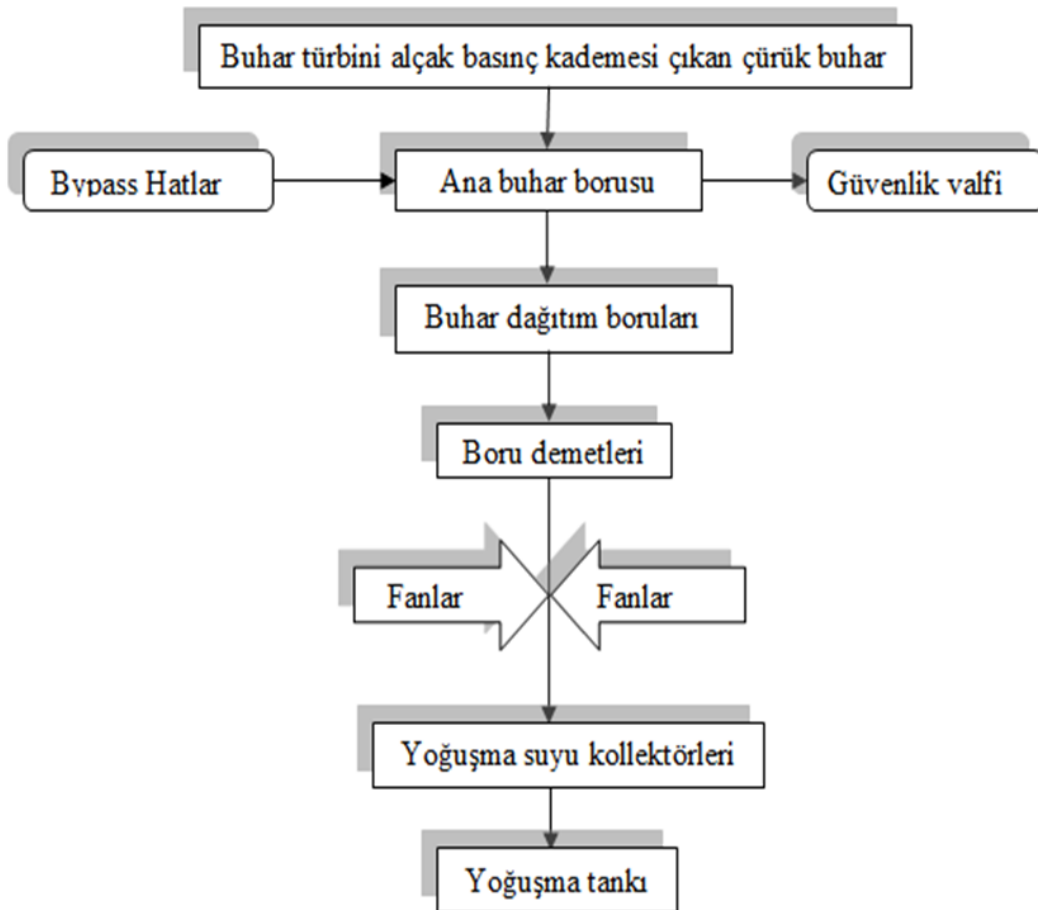 Buhar türbini alçak basınç kademesi çıkan çürük buhar
Bypass Hatlar
Ana buhar borusu
Güvenlik valfi
Buhar dağıtım boruları
Boru demetleri
Fanlar
Fanlar
Yoğuşma suyu kollektörleri
Yoğuşma tankı